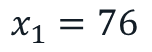 x₁ = 76